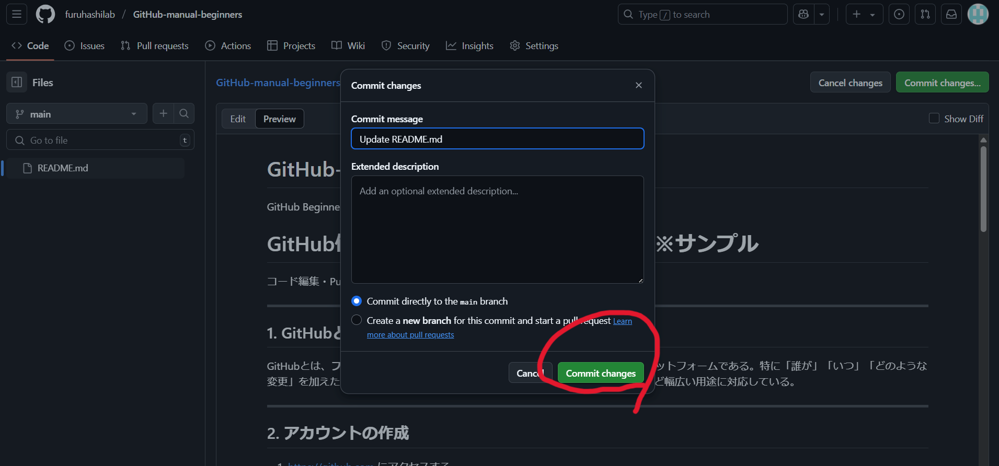 furuhashilab / GitHub-manual-beginners
Type / to search
Code
Issues
Pull requests
Actions
Projects
Wiki
Security
Insights
Settings
Files
main
Go to file
t
README.md
GitHub-manual-beginners
Cancel changes
Commit changes...
Edit
Preview
Show Diff
GitHub-
GitHub
GitHub
※サンプル
コード編集・Pu
1. GitHubと
GitHubとは、
ットフォームである。特に「誰が」「いつ」「どのような
変更」を加えた
ど幅広い用途に対応している。
2. アカウントの作成
1. https://github.com にアクセスする
Commit changes
Commit message
Update README.md
Extended description
Add an optional extended description...
Commit directly to the main branch
Create a new branch for this commit and start a pull request Learn
more about pull requests
Cancel
Commit changes